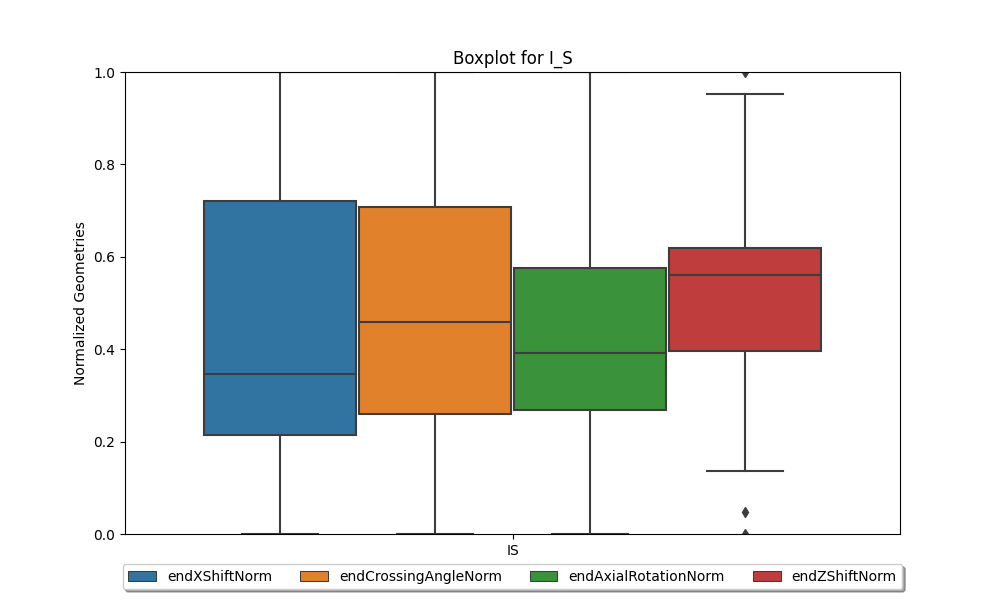 Boxplot for I_S
Normalized Geometries
1.0
0.8
0.6
0.4
0.2
0.0
IS
endXShiftNorm endCrossingAngleNorm endAxialRotationNorm endZShiftNorm